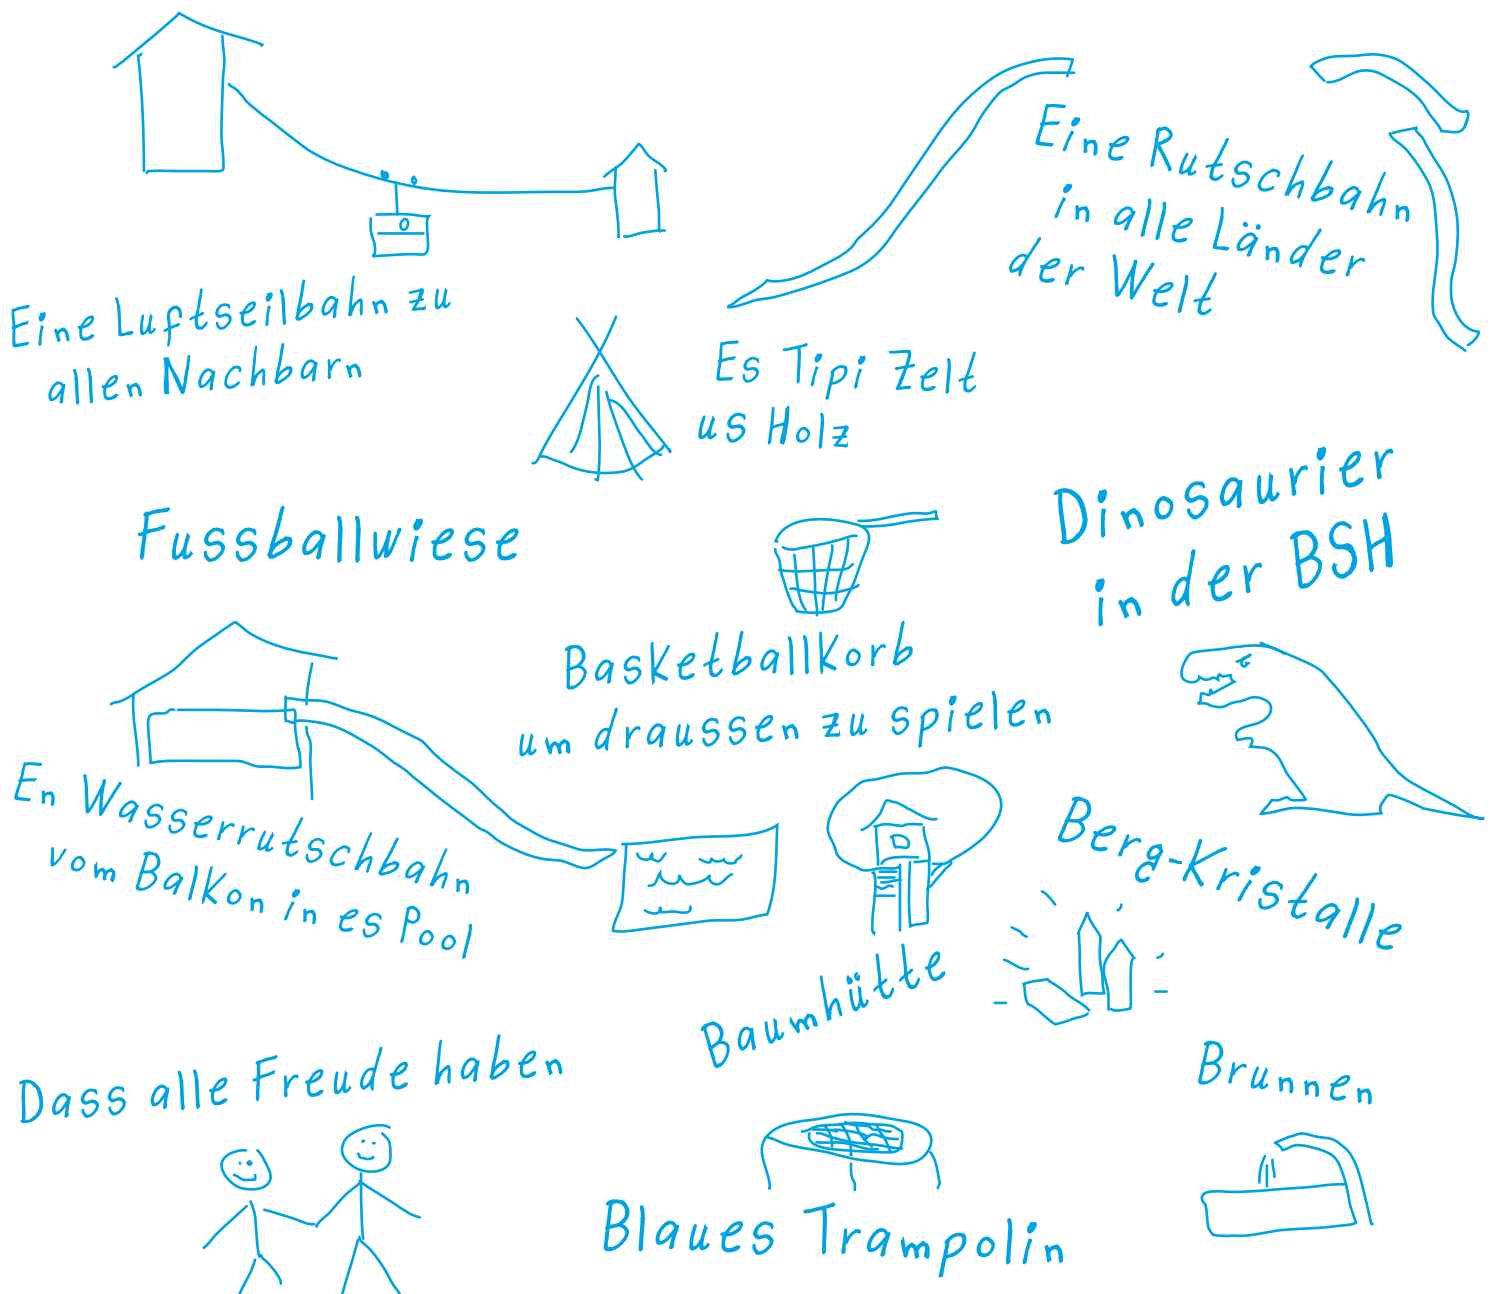 Eine Luftseilbahn zu
allen Nachbarn
Eine Rutschbahn
in alle Länder
der Welt
Es Tipi Zelt
us Holz
Fussballwiese
Dinosaurier
in der BSH
Basketballkorb
um draussen zu spielen
En Wasserrutschbahn
vom Balkon in es Pool
Berg-Kristalle
Baumhütte
Dass alle Freude haben
Brunnen
Blaues Trampolin